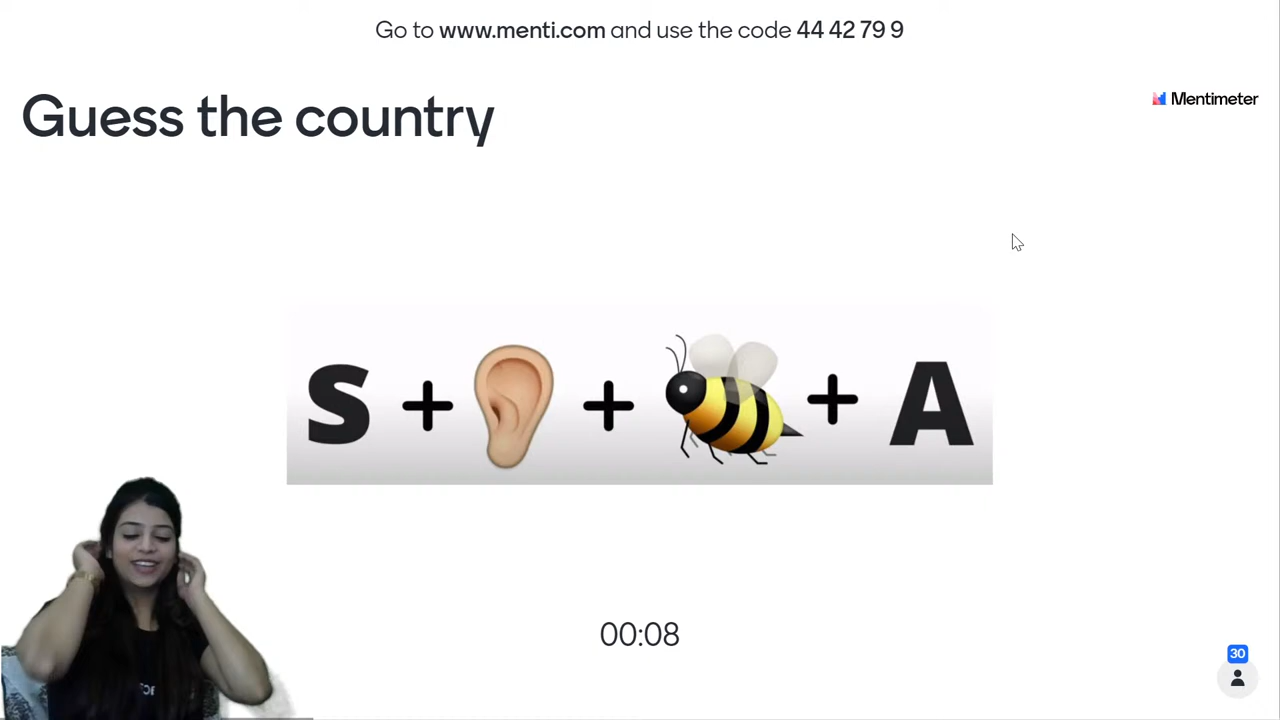 Go to www.menti.com and use the code 44 42 79 9
Guess the country
Mentimeter
S + + + A
00:08
30